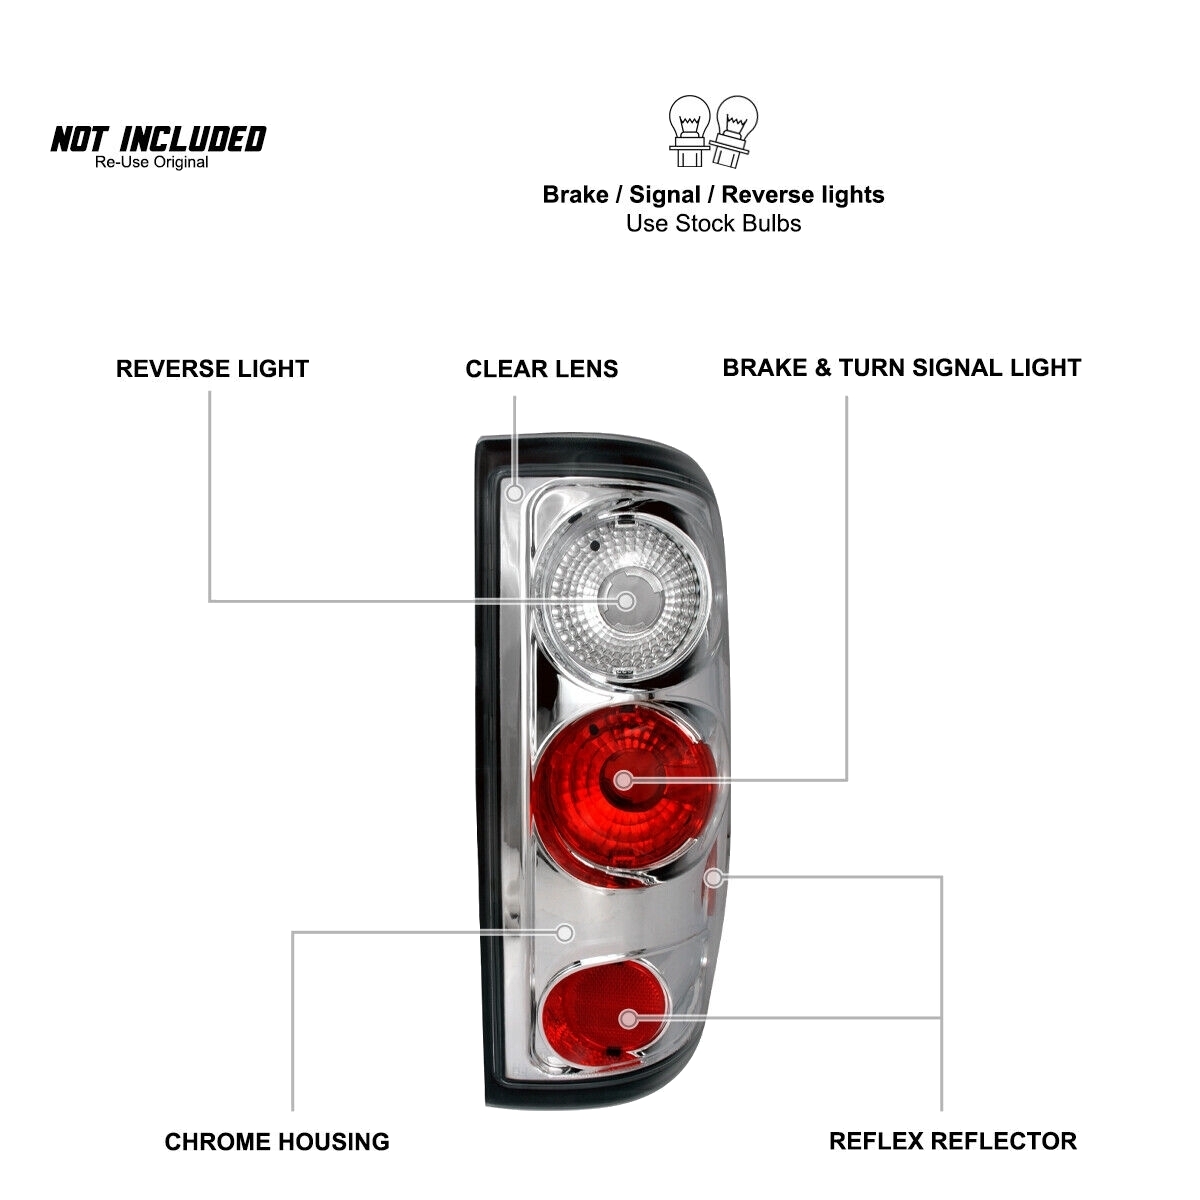 NOT INCLUDED
Re-Use Original
Brake / Signal / Reverse lights
Use Stock Bulbs
REVERSE LIGHT
CLEAR LENS
BRAKE & TURN SIGNAL LIGHT
CHROME HOUSING
REFLEX REFLECTOR